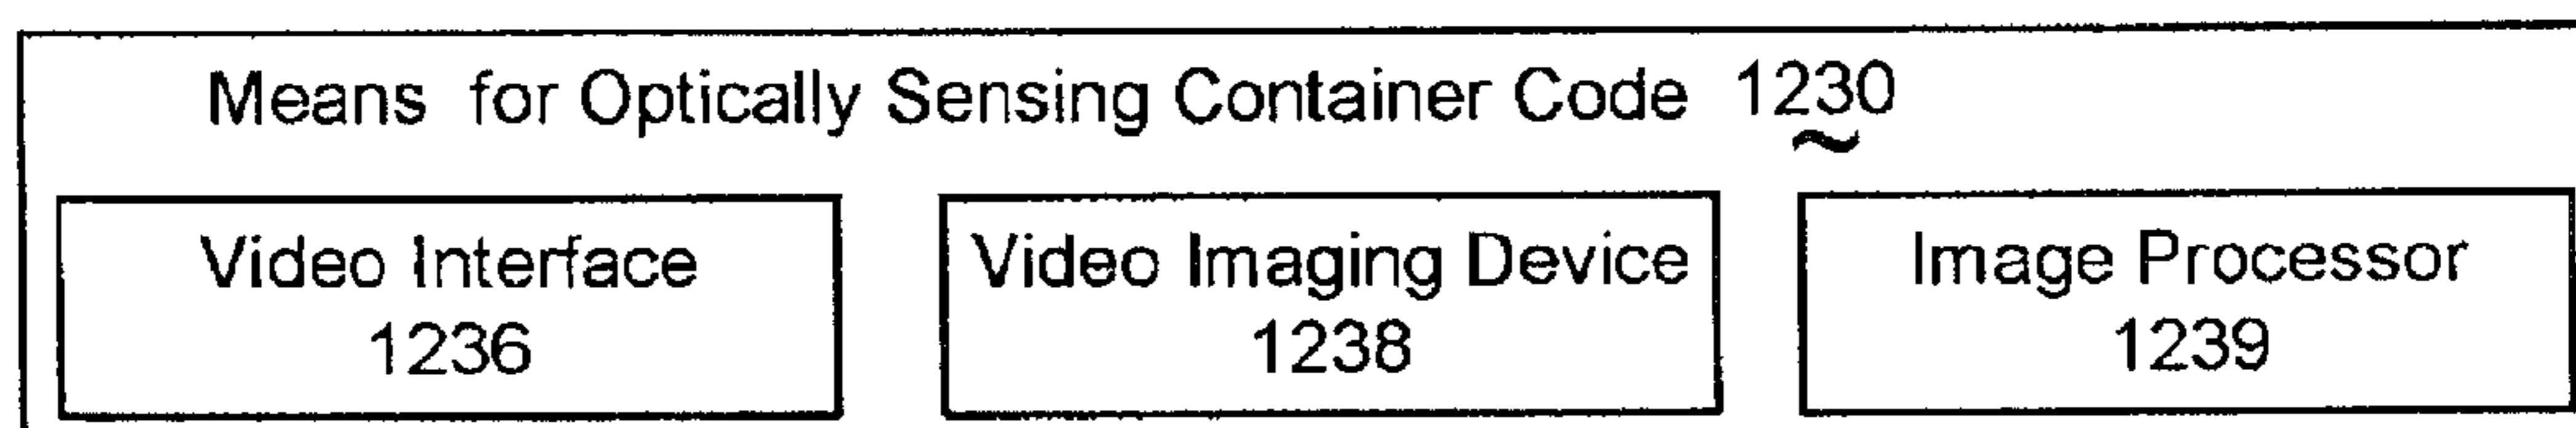 Means for Optically Sensing Container Code 1230
Video Interface
1236
Video Imaging Device
1238
Image Processor
1239